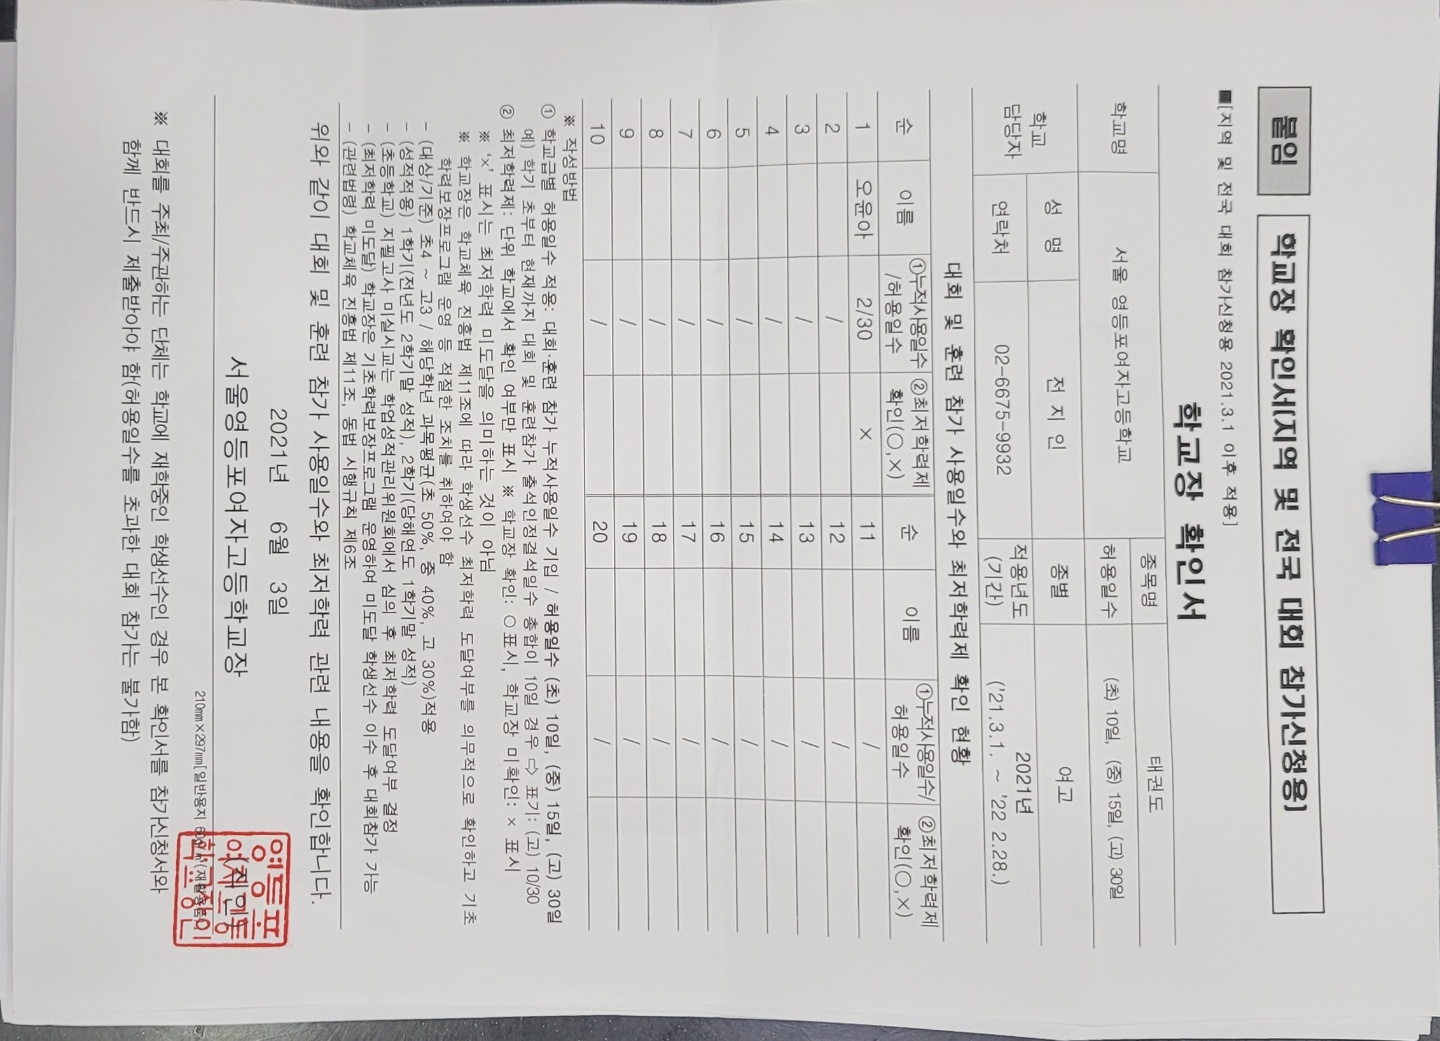 붙임
학교장 확인서[지역 및 전국 대회 참가신청용]
■[지역 및 전국 대회 참가신청용 2021.3.1 이후 적용]
학교장 확인서
학교명 서울 영등포여자고등학교 종목명 태권도
허용일수 (초) 10일, (중) 15일, (고) 30일
학교 담당자 성 명 전 지 인 종별 여고
연락처 02-6675-9932 적용년도 (기간) 2021년 ('21.3.1. ~ '22 2.28.)
대회 및 훈련 참가 사용일수와 최저학력제 확인 현황
순 이름 ①누적사용일수/허용일수 ②최저학력제 확인(○,×) 순 이름 ①누적사용일수/허용일수 ②최저학력제 확인(○,×)
1 오윤아 2/30 × 11 /
2 / 12 /
3 / 13 /
4 / 14 /
5 / 15 /
6 / 16 /
7 / 17 /
8 / 18 /
9 / 19 /
10 / 20 /
※ 작성방법
① 학교급별 허용일수 적용: 대회·훈련 참가 누적사용일수 기입 / 허용일수 (초) 10일, (중) 15일, (고) 30일
예) 학기 초부터 현재까지 대회 및 훈련참가 출석인정결석일수 총합이 10일 경우 ⇨ 표기: (고) 10/30
② 최저학력제: 단위 학교에서 확인 여부만 표시 ※ 학교장 확인: ○ 표시, 학교장 미확인: × 표시
※ '×' 표시는 최저학력 미도달을 의미하는 것이 아님
※ 학교장은 학교체육 진흥법 제11조에 따라 학생선수 최저학력 도달여부를 의무적으로 확인하고 기초
학력보장프로그램 운영 등 적절한 조치를 취하여야 함
- (대상/기준) 초4 ~ 고3 / 해당학년 과목평균(초 50%, 중 40%, 고 30%)적용
- (성적적용) 1학기(전년도 2학기말 성적), 2학기(당해연도 1학기말 성적)
- (초등학교) 지필고사 미실시교는 학업성적관리위원회에서 심의 후 최저학력 도달여부 결정
- (최저학력 미도달) 학교장은 기초학력보장프로그램 운영하여 미도달 학생선수 이수 후 대회참가 가능
- (관련법령) 학교체육 진흥법 제11조, 동법 시행규칙 제6조
위와 같이 대회 및 훈련 참가 사용일수와 최저학력 관련 내용을 확인합니다.
2021년 6월 3일
서울영등포여자고등학교장 (직인)
210㎜×297㎜[일반용지
※ 대회를 주최/주관하는 단체는 학교에 재학중인 학생선수인 경우 본 확인서를 참가신청서와
함께 반드시 제출받아야 함(허용일수를 초과한 대회 참가는 불가함)